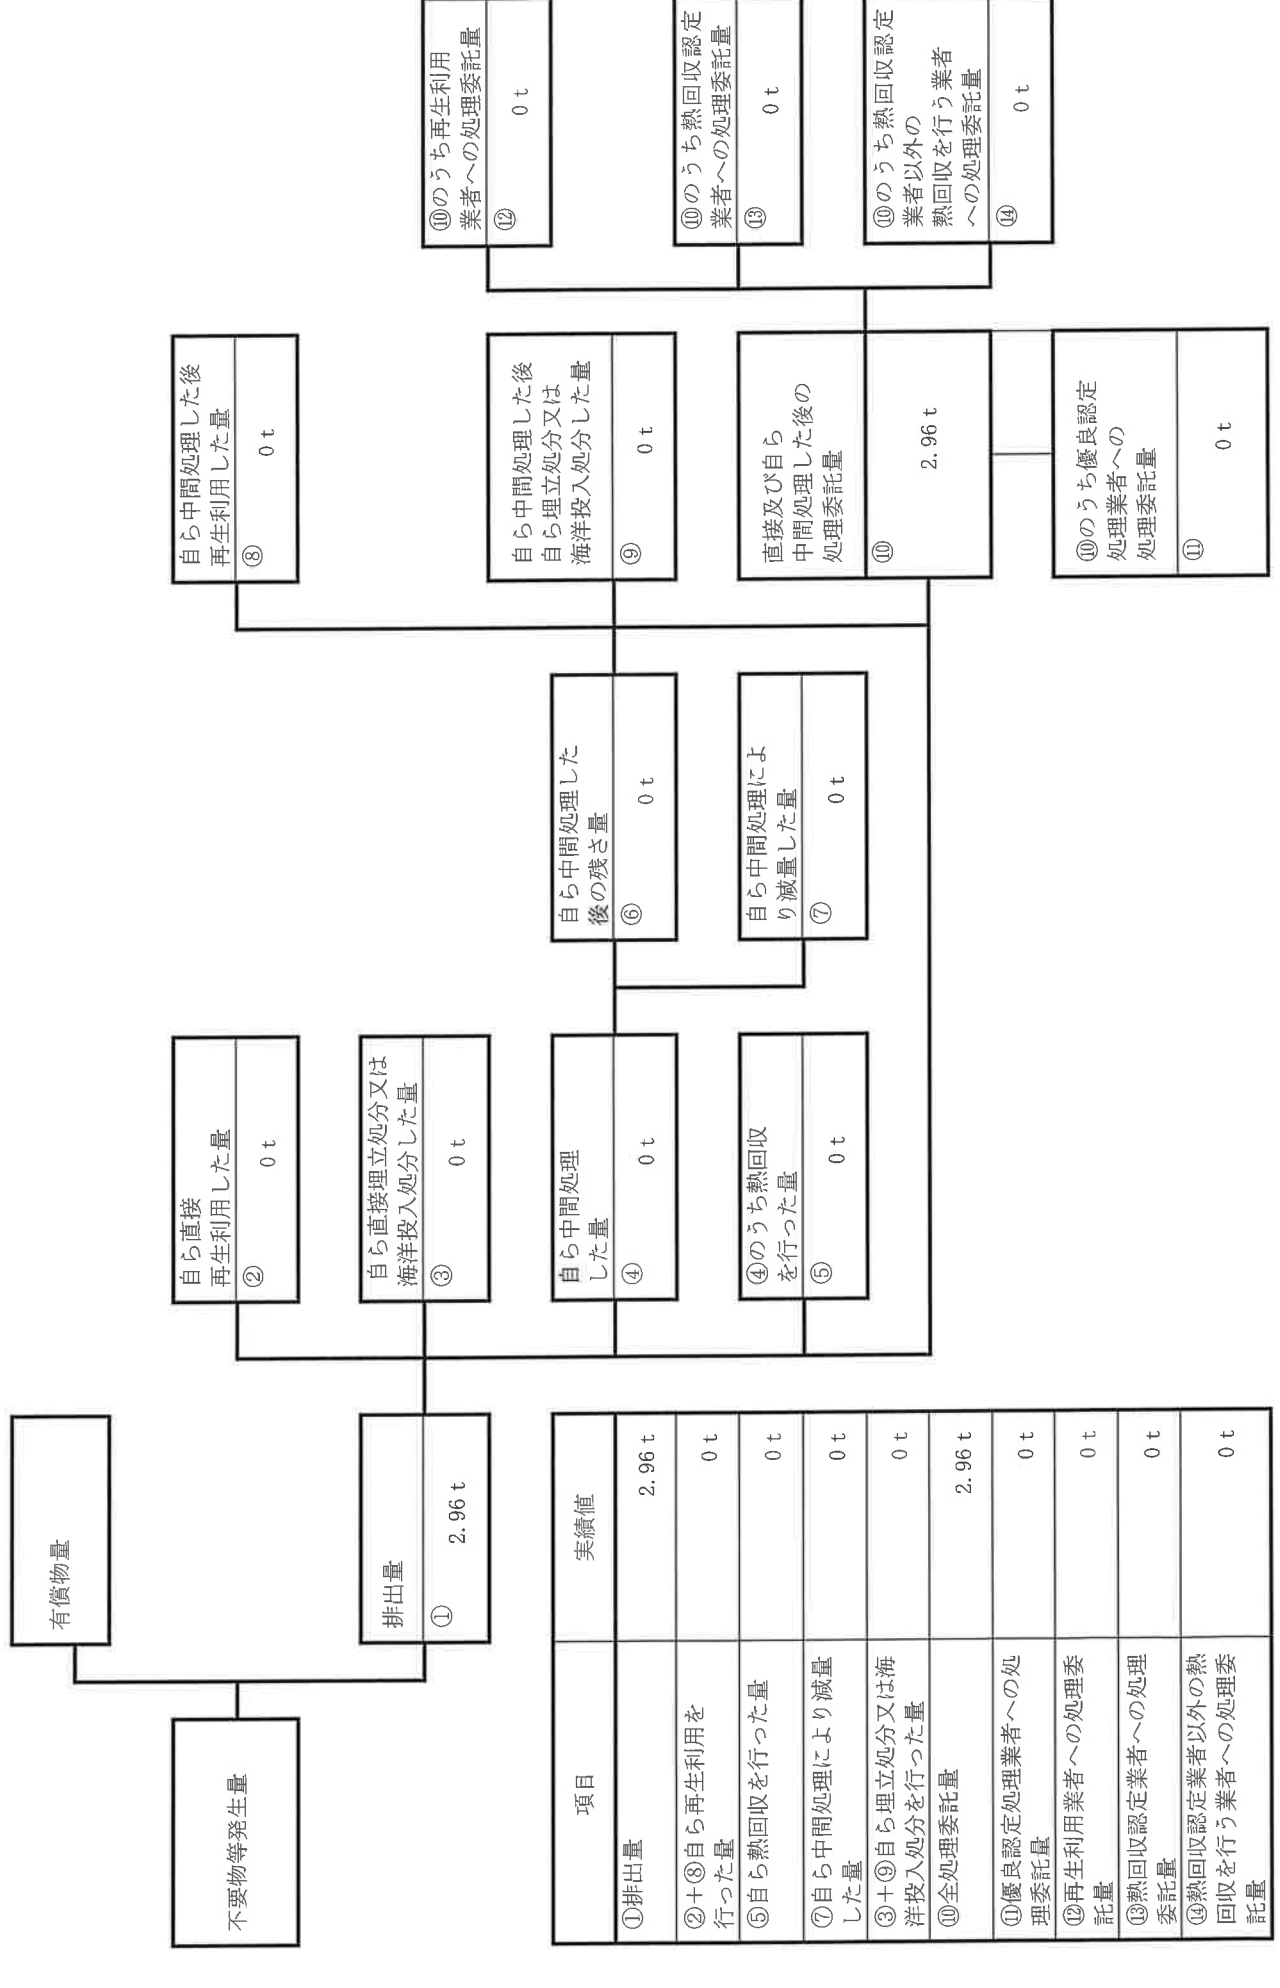 不要物等発生量
有償物量
排出量
① 2.96 t
自ら直接
再生利用した量
② 0 t
自ら直接埋立処分又は
海洋投入処分した量
③ 0 t
自ら中間処理
した量
④ 0 t
④のうち熱回収
を行った量
⑤ 0 t
自ら中間処理した
後の残さ量
⑥ 0 t
自ら中間処理によ
り減量した量
⑦ 0 t
自ら中間処理した後
再生利用した量
⑧ 0 t
自ら中間処理した後
自ら埋立処分又は
海洋投入処分した量
⑨ 0 t
直接及び自ら
中間処理した後の
処理委託量
⑩ 2.96 t
⑩のうち優良認定
処理業者への
処理委託量
⑪ 0 t
⑩のうち再生利用
業者への処理委託量
⑫ 0 t
⑩のうち熱回収認定
業者への処理委託量
⑬ 0 t
⑩のうち熱回収認定
業者以外の
熱回収を行う業者
への処理委託量
⑭ 0 t
項目 実績値
①排出量 2.96 t
②+⑧自ら再生利用を
行った量 0 t
⑤自ら熱回収を行った量 0 t
⑦自ら中間処理により減量
した量 0 t
③+⑨自ら埋立処分又は海
洋投入処分を行った量 0 t
⑩全処理委託量 2.96 t
⑪優良認定処理業者への処
理委託量 0 t
⑫再生利用業者への処理委
託量 0 t
⑬熱回収認定業者への処理
委託量 0 t
⑭熱回収認定業者以外の熱
回収を行う業者への処理委
託量 0 t